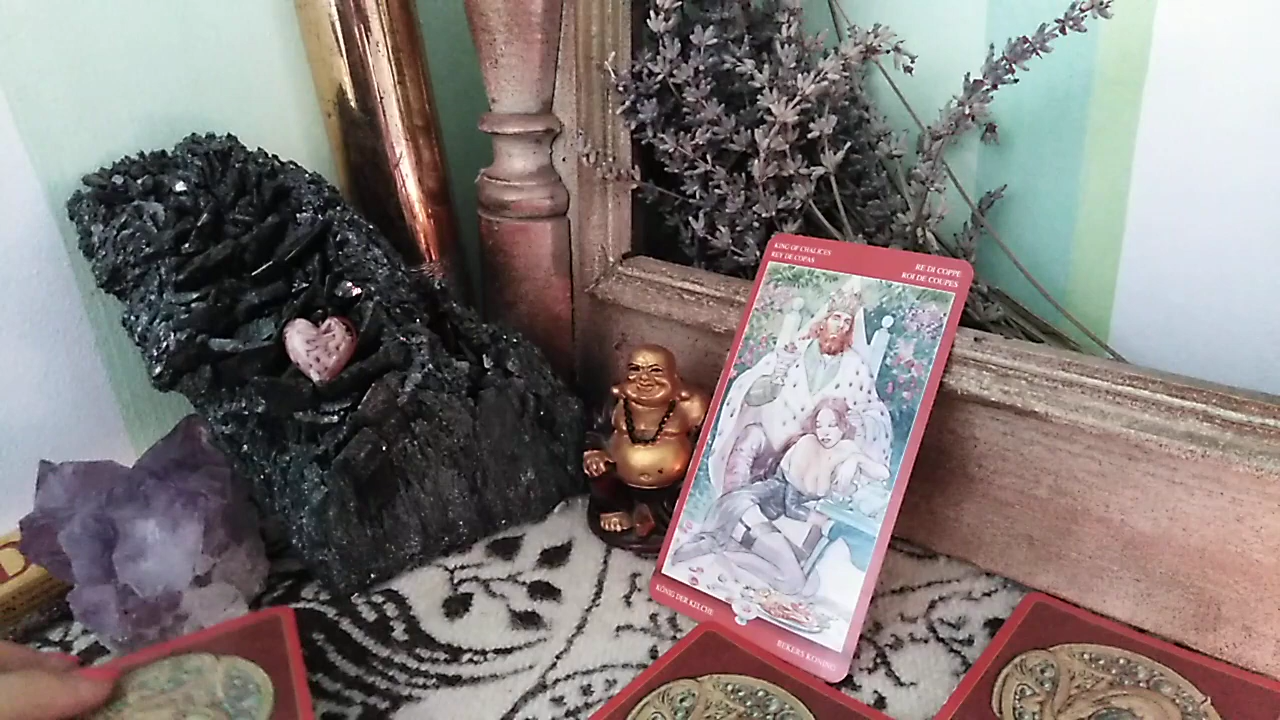 KING OF CHALICES
REY DE COPAS
RE DI COPPE
ROI DE COUPES
KÖNIG DER KELCHE
BEKERS KONING